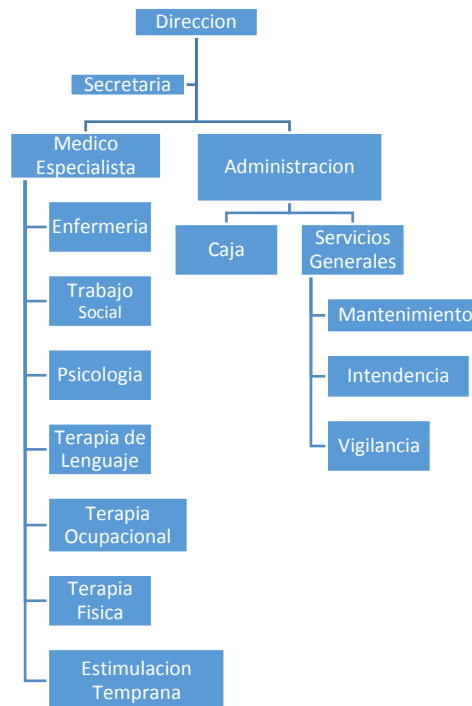 Direccion
Secretaria
Medico
Especialista
Administracion
Enfermeria
Trabajo
Social
Psicologia
Terapia de
Lenguaje
Terapia
Ocupacional
Terapia
Fisica
Estimulacion
Temprana
Caja
Servicios
Generales
Mantenimiento
Intendencia
Vigilancia